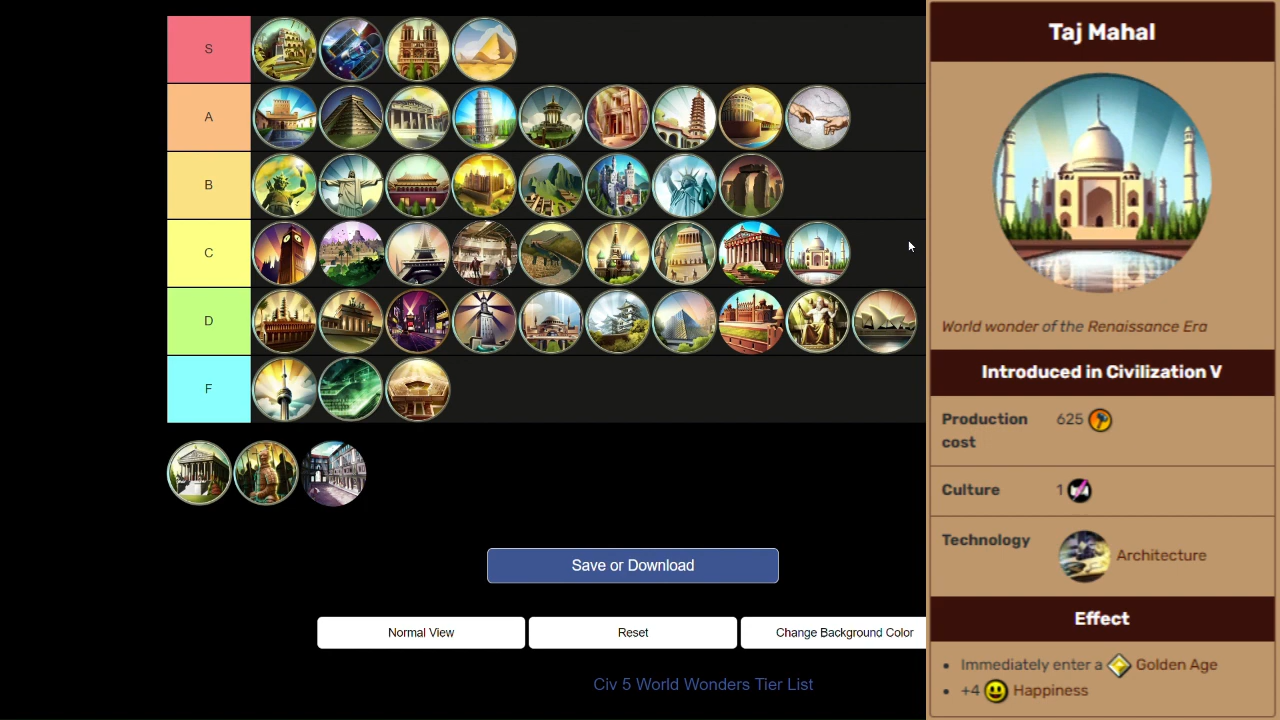 S
A
B
C
D
F
Save or Download
Normal View
Reset
Change Background Color
Civ 5 World Wonders Tier List
Taj Mahal
World wonder of the Renaissance Era
Introduced in Civilization V
Production cost
625
Culture
1
Technology
Architecture
Effect
• Immediately enter a Golden Age
• +4 Happiness